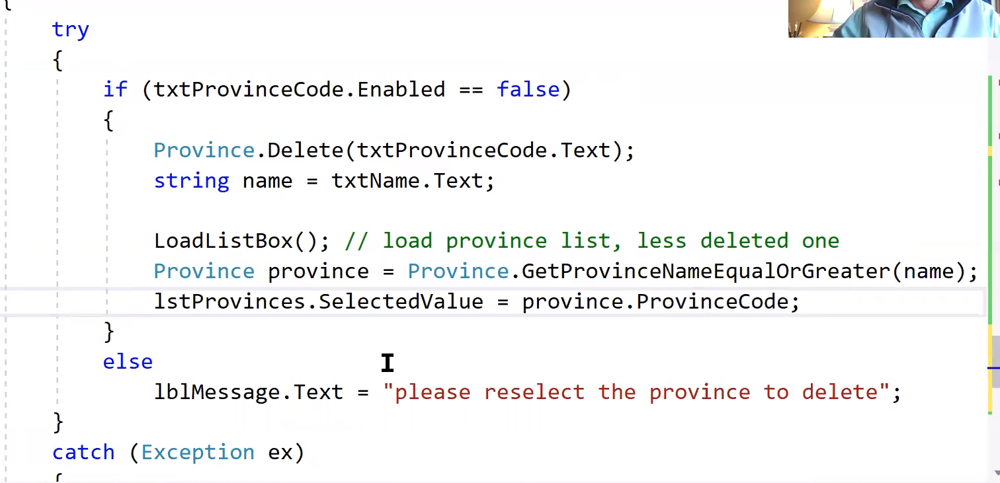 {
try
{
if (txtProvinceCode.Enabled == false)
{
Province.Delete(txtProvinceCode.Text);
string name = txtName.Text;
LoadListBox(); // load province list, less deleted one
Province province = Province.GetProvinceNameEqualOrGreater(name);
lstProvinces.SelectedValue = province.ProvinceCode;
}
else
lblMessage.Text = "please reselect the province to delete";
}
catch (Exception ex)
{